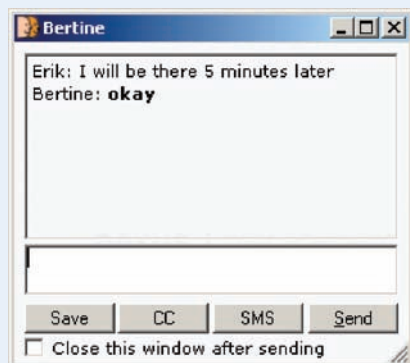 Bertine
Erik: I will be there 5 minutes later
Bertine: okay
Save CC SMS Send
Close this window after sending